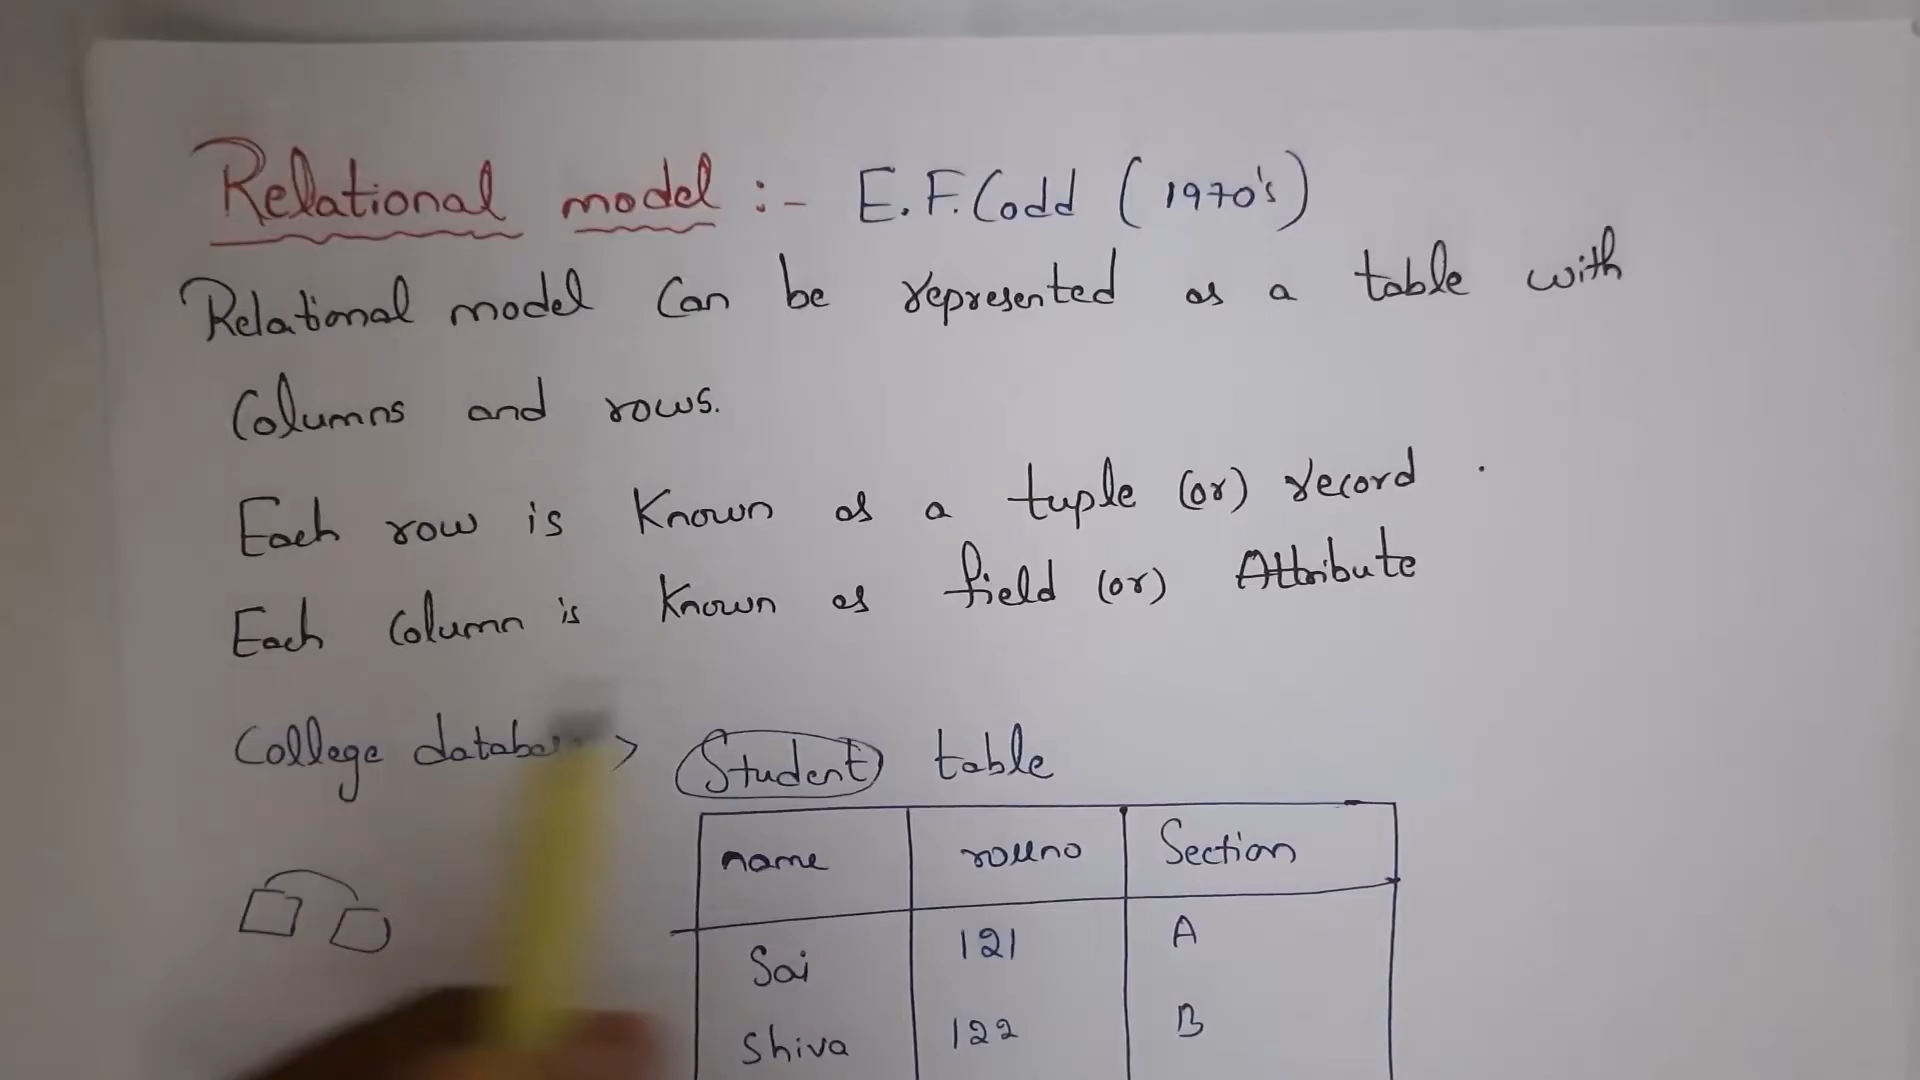 Relational model :- E.F.Codd (1970's)
Relational model Can be represented as a table with
Columns and rows.
Each row is Known as a tuple (or) record .
Each Column is Known as field (or) Attribute
College Student table
name rollno Section
Sai 121 A
Shiva 122 B